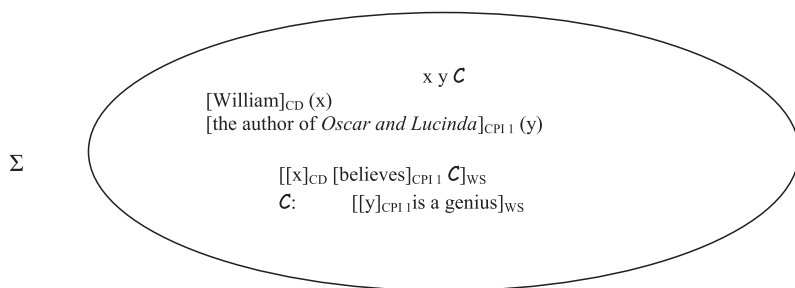 x y 𝒞
[William]CD (x)
[the author of Oscar and Lucinda]CPI 1 (y)
Σ
[[x]CD [believes]CPI 1 𝒞]WS
𝒞: [[y]CPI 1is a genius]WS